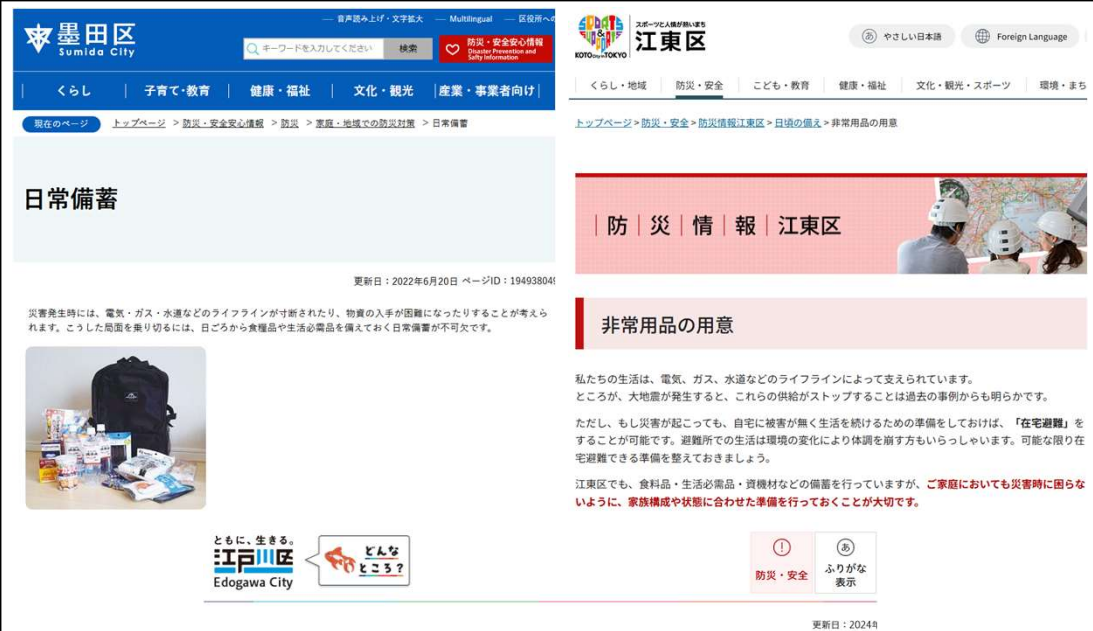 墨田区
Sumida City
音声読み上げ・文字拡大
Multilingual
区役所への
キーワードを入力してください
検索
防災・安全安心情報
Disaster Prevention and
Safty Information
くらし
子育て・教育
健康・福祉
文化・観光
産業・事業者向け
現在のページ
トップページ > 防災・安全安心情報 > 防災 > 家庭・地域での防災対策 > 日常備蓄
日常備蓄
更新日:2022年6月20日 ページID:19493804
災害発生時には、電気・ガス・水道などのライフラインが寸断されたり、物資の入手が困難になったりすることが考えら
れます。こうした局面を乗り切るには、日ごろから食糧品や生活必需品を備えておく日常備蓄が不可欠です。
SPORTS & SUPPORTS
KOTO City in TOKYO
スポーツと人情が熱いまち
江東区
あ やさしい日本語
Foreign Language
くらし・地域
防災・安全
こども・教育
健康・福祉
文化・観光・スポーツ
環境・まち
トップページ > 防災・安全 > 防災情報江東区 > 日頃の備え > 非常用品の用意
防災情報 江東区
非常用品の用意
私たちの生活は、電気、ガス、水道などのライフラインによって支えられています。
ところが、大地震が発生すると、これらの供給がストップすることは過去の事例からも明らかです。
ただし、もし災害が起こっても、自宅に被害が無く生活を続けるための準備をしておけば、「在宅避難」を
することが可能です。避難所での生活は環境の変化により体調を崩す方もいらっしゃいます。可能な限り在
宅避難できる準備を整えておきましょう。
江東区でも、食料品・生活必需品・資機材などの備蓄を行っていますが、ご家庭においても災害時に困らな
いように、家族構成や状態に合わせた準備を行っておくことが大切です。
ともに、生きる。
江戸川区
Edogawa City
どんな
ところ?
防災・安全
あ
ふりがな
表示
更新日:2024年